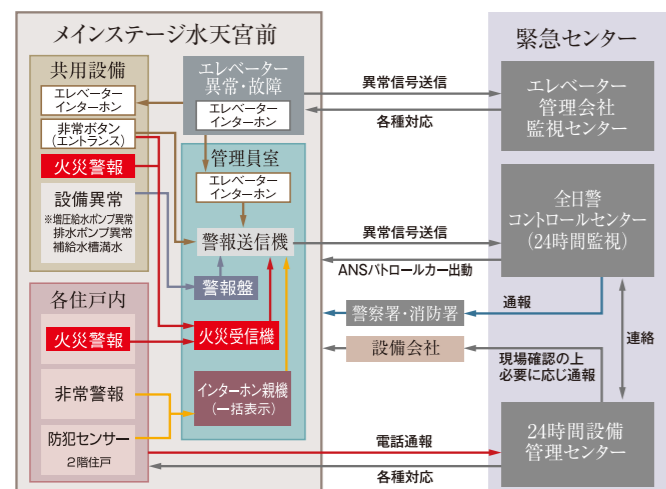 メインステージ水天宮前
共用設備
エレベーター
インターホン
非常ボタン
(エントランス)
火災警報
設備異常
※増圧給水ポンプ異常
排水ポンプ異常
補給水槽満水
各住戸内
火災警報
非常警報
防犯センサー
2階住戸
エレベーター
異常・故障
エレベーター
インターホン
管理員室
エレベーター
インターホン
警報送信機
警報盤
火災受信機
インターホン親機
(一括表示)
異常信号送信
各種対応
異常信号送信
ANSパトロールカー出動
通報
警察署・消防署
設備会社
現場確認の上
必要に応じ通報
連絡
電話通報
各種対応
緊急センター
エレベーター
管理会社
監視センター
全日警
コントロールセンター
(24時間監視)
24時間設備
管理センター